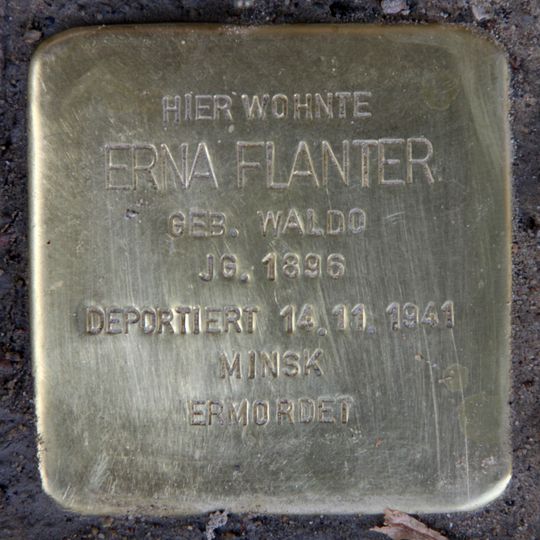 HIER WOHNTE
ERNA FLANTER
GEB. WALDO
JG. 1896
DEPORTIERT 14.11.1941
MINSK
ERMORDET